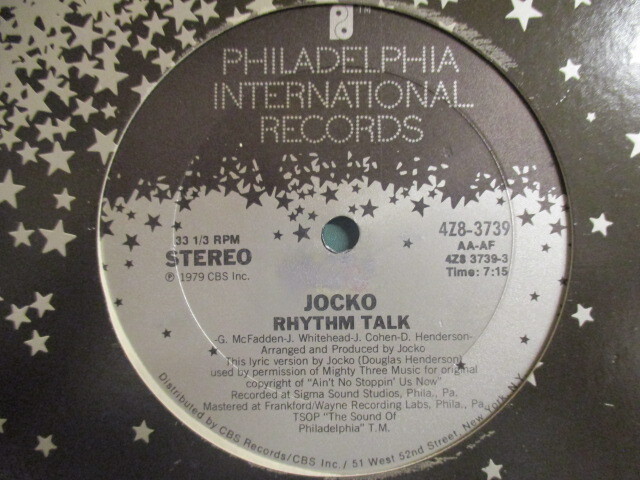 TM
PHILADELPHIA
INTERNATIONAL
RECORDS
33 1/3 RPM
STEREO
℗ 1979 CBS Inc.
4Z8-3739
AA-AF
4Z8 3739-3
Time: 7:15
JOCKO
RHYTHM TALK
-G. McFadden-J. Whitehead-J. Cohen-D. Henderson-
Arranged and Produced by Jocko
This lyric version by Jocko (Douglas Henderson)
used by permission of Mighty Three Music for original
copyright of "Ain't No Stoppin' Us Now"
Recorded at Sigma Sound Studios, Phila., Pa.
Mastered at Frankford/Wayne Recording Labs, Phila., Pa.
TSOP "The Sound Of
Philadelphia" T.M.
Distributed by CBS Records/CBS Inc./51 West 52nd Street, New York, N.Y.